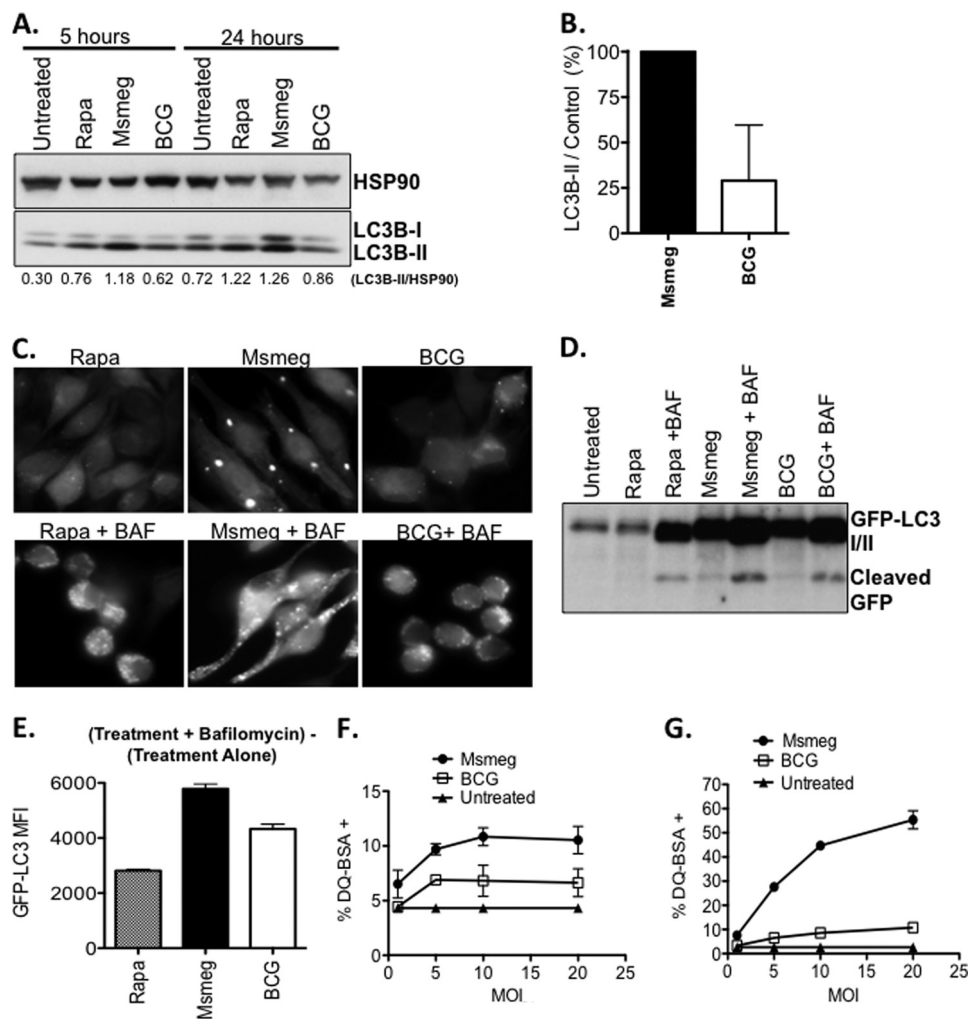 A.
5 hours 24 hours
Untreated Rapa Msmeg BCG Untreated Rapa Msmeg BCG
HSP90
LC3B-I
LC3B-II
0.30 0.76 1.18 0.62 0.72 1.22 1.26 0.86 (LC3B-II/HSP90)
B.
LC3B-II / Control (%)
100
75
50
25
0
Msmeg BCG
C.
Rapa Msmeg BCG
Rapa + BAF Msmeg + BAF BCG+ BAF
D.
Untreated Rapa Rapa +BAF Msmeg Msmeg + BAF BCG BCG+ BAF
GFP-LC3
I/II
Cleaved
GFP
E.
(Treatment + Bafilomycin) -
(Treatment Alone)
GFP-LC3 MFI
6000
4000
2000
0
Rapa Msmeg BCG
F.
Msmeg
BCG
Untreated
% DQ-BSA +
15
10
5
0
0 5 10 15 20 25
MOI
G.
Msmeg
BCG
Untreated
% DQ-BSA +
70
60
50
40
30
20
10
0
0 5 10 15 20 25
MOI